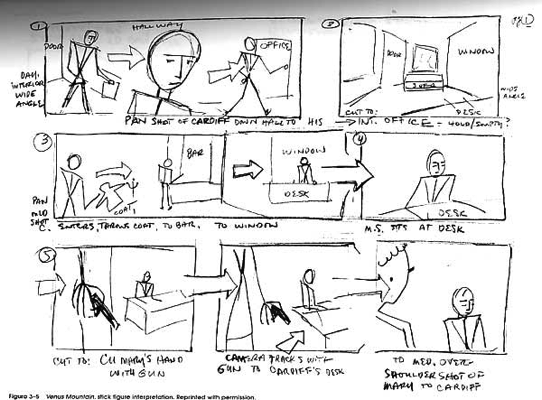 ①
HALLWAY
DOOR
OFFICE
DAY,
INTERIOR
WIDE
ANGLE
PAN SHOT OF CARDIFF DOWN HALL TO HIS
②
DOOR
WINDOW
SOFA
WIDE
ANGLE
CUT TO:
DESK
INT. OFFICE - HOLD/EMPTY?
③
BAR
COAT
WINDOW
DESK
PAN
MED
SHOT
C. ENTERS, THROWS COAT, TO BAR, TO WINDOW
④
DESK
M.S. SITS AT DESK
⑤
CUT TO: CU MARY'S HAND
WITH GUN
CAMERA TRACKS WITH
GUN TO CARDIFF'S DESK
TO MED. OVER-
SHOULDER SHOT OF
MARY TO CARDIFF
Figure 3-5 Venus Mountain, stick figure interpretation. Reprinted with permission.